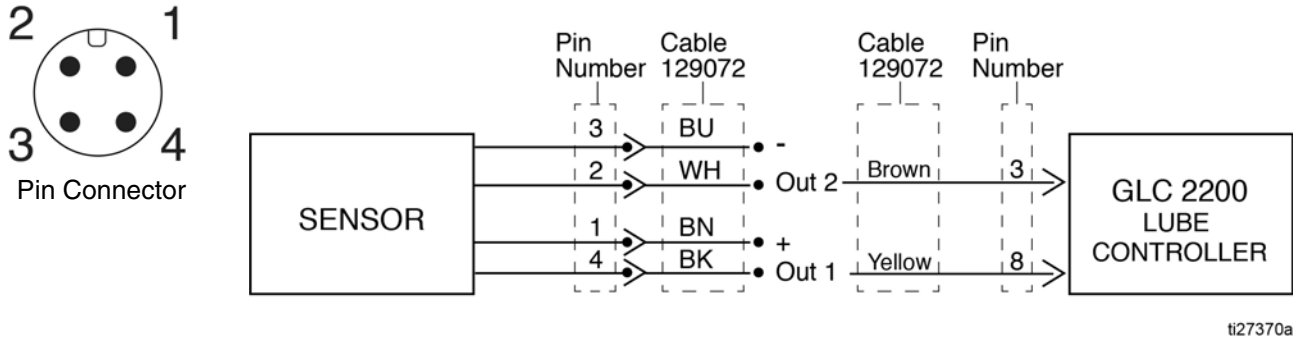 2 1
3 4
Pin Connector
Pin Number
Cable 129072
Cable 129072
Pin Number
SENSOR
3 BU -
2 WH Out 2 Brown 3
1 BN +
4 BK Out 1 Yellow 8
GLC 2200
LUBE
CONTROLLER
ti27370a